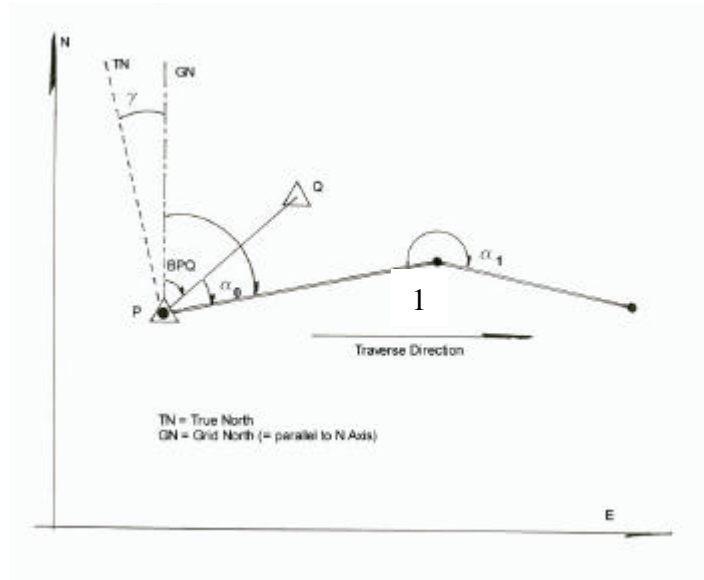 N
TN
GN
γ
Q
BPQ
α₀
α₁
P
1
Traverse Direction
TN = True North
GN = Grid North (= parallel to N Axis)
E